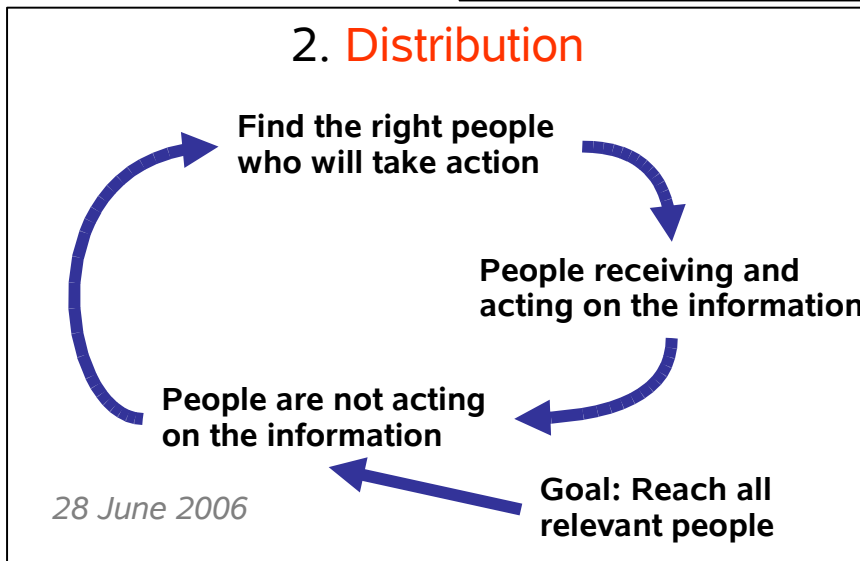 2. Distribution
Find the right people
who will take action
People receiving and
acting on the information
People are not acting
on the information
Goal: Reach all
relevant people
28 June 2006